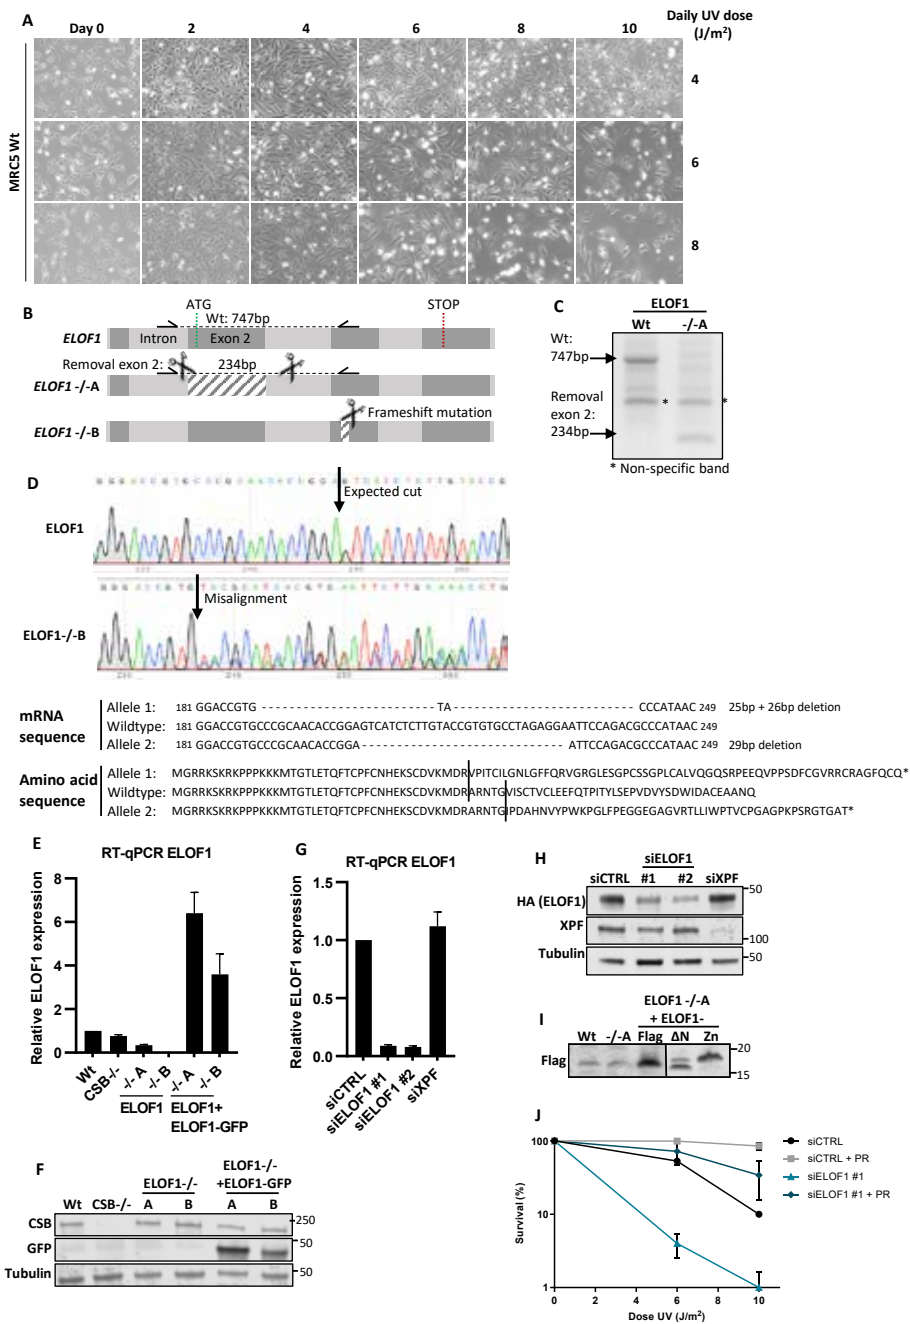 A
Day 0 2 4 6 8 10
Daily UV dose
(J/m²)
MRC5 Wt
4
6
8
B
ATG STOP
Wt: 747bp
ELOF1
Intron Exon 2
Removal exon 2: 234bp
ELOF1 -/-A
Frameshift mutation
ELOF1 -/-B
C
ELOF1
Wt -/-A
Wt:
747bp
Removal
exon 2:
234bp
* *
* Non-specific band
D
Expected cut
ELOF1
Misalignment
ELOF1-/-B
mRNA
sequence
Allele 1: 181 GGACCGTG - - - - - - - - - - - - - - - - - - - - - - - - - TA- - - - - - - - - - - - - - - - - - - - - - - - - - CCCATAAC 249 25bp + 26bp deletion
Wildtype: 181 GGACCGTGCCCGCAACACCGGAGTCATCTCTTGTACCGTGTGCCTAGAGGAATTCCAGACGCCCATAAC 249
Allele 2: 181 GGACCGTGCCCGCAACACCGGA- - - - - - - - - - - - - - - - - - - - - - - - - - - - - ATTCCAGACGCCCATAAC 249 29bp deletion
Amino acid
sequence
Allele 1: MGRRKSKRKPPPKKKMTGTLETQFTCPFCNHEKSCDVKMDRVPITCILGNLGFFQRVGRGLESGPCSSGPLCALVQGQSRPEEQVPPSDFCGVRRCRAGFQCQ*
Wildtype: MGRRKSKRKPPPKKKMTGTLETQFTCPFCNHEKSCDVKMDRARNTGVISCTVCLEEFQTPITYLSEPVDVYSDWIDACEAANQ
Allele 2: MGRRKSKRKPPPKKKMTGTLETQFTCPFCNHEKSCDVKMDRARNTGIPDAHNVYPWKPGLFPEGGEGAGVRTLLIWPTVCPGAGPKPSRGTGAT*
E
RT-qPCR ELOF1
Relative ELOF1 expression
8
6
4
2
0
Wt CSB-/- -/- A -/- B -/- A -/- B
ELOF1 ELOF1+
ELOF1-GFP
G
RT-qPCR ELOF1
Relative ELOF1 expression
1.5
1.0
0.5
0.0
siCTRL siELOF1 #1 siELOF1 #2 siXPF
H
siELOF1
siCTRL #1 #2 siXPF
HA (ELOF1) 50
XPF 100
Tubulin 50
I
ELOF1 -/-A
+ ELOF1-
Wt -/-A Flag ΔN Zn
Flag 20
15
F
ELOF1-/- ELOF1-/-
+ELOF1-GFP
Wt CSB-/- A B A B
CSB 250
GFP 50
Tubulin 50
J
Survival (%)
100
10
1
0 2 4 6 8 10
Dose UV (J/m²)
siCTRL
siCTRL + PR
siELOF1 #1
siELOF1 #1 + PR